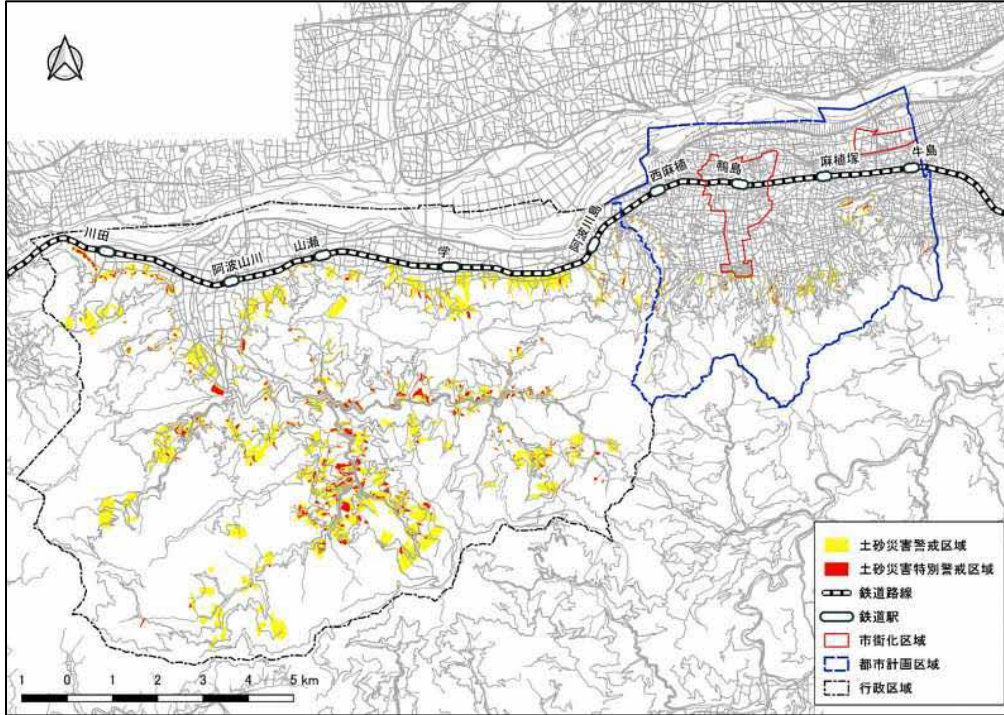 川田
阿波山川
山瀬
学
阿波川島
西麻植
鴨島
麻植塚
牛島
土砂災害警戒区域
土砂災害特別警戒区域
鉄道路線
鉄道駅
市街化区域
都市計画区域
行政区域
1 0 1 2 3 4 5 km